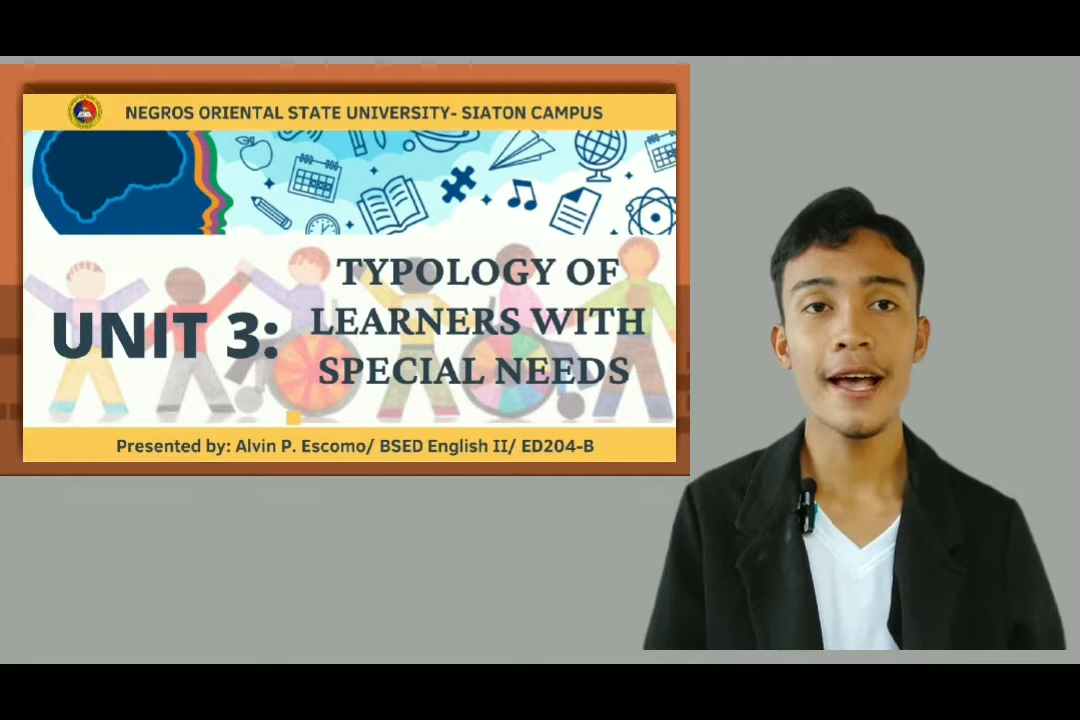 NEGROS ORIENTAL STATE UNIVERSITY- SIATON CAMPUS
UNIT 3:
TYPOLOGY OF
LEARNERS WITH
SPECIAL NEEDS
Presented by: Alvin P. Escomo/ BSED English II/ ED204-B